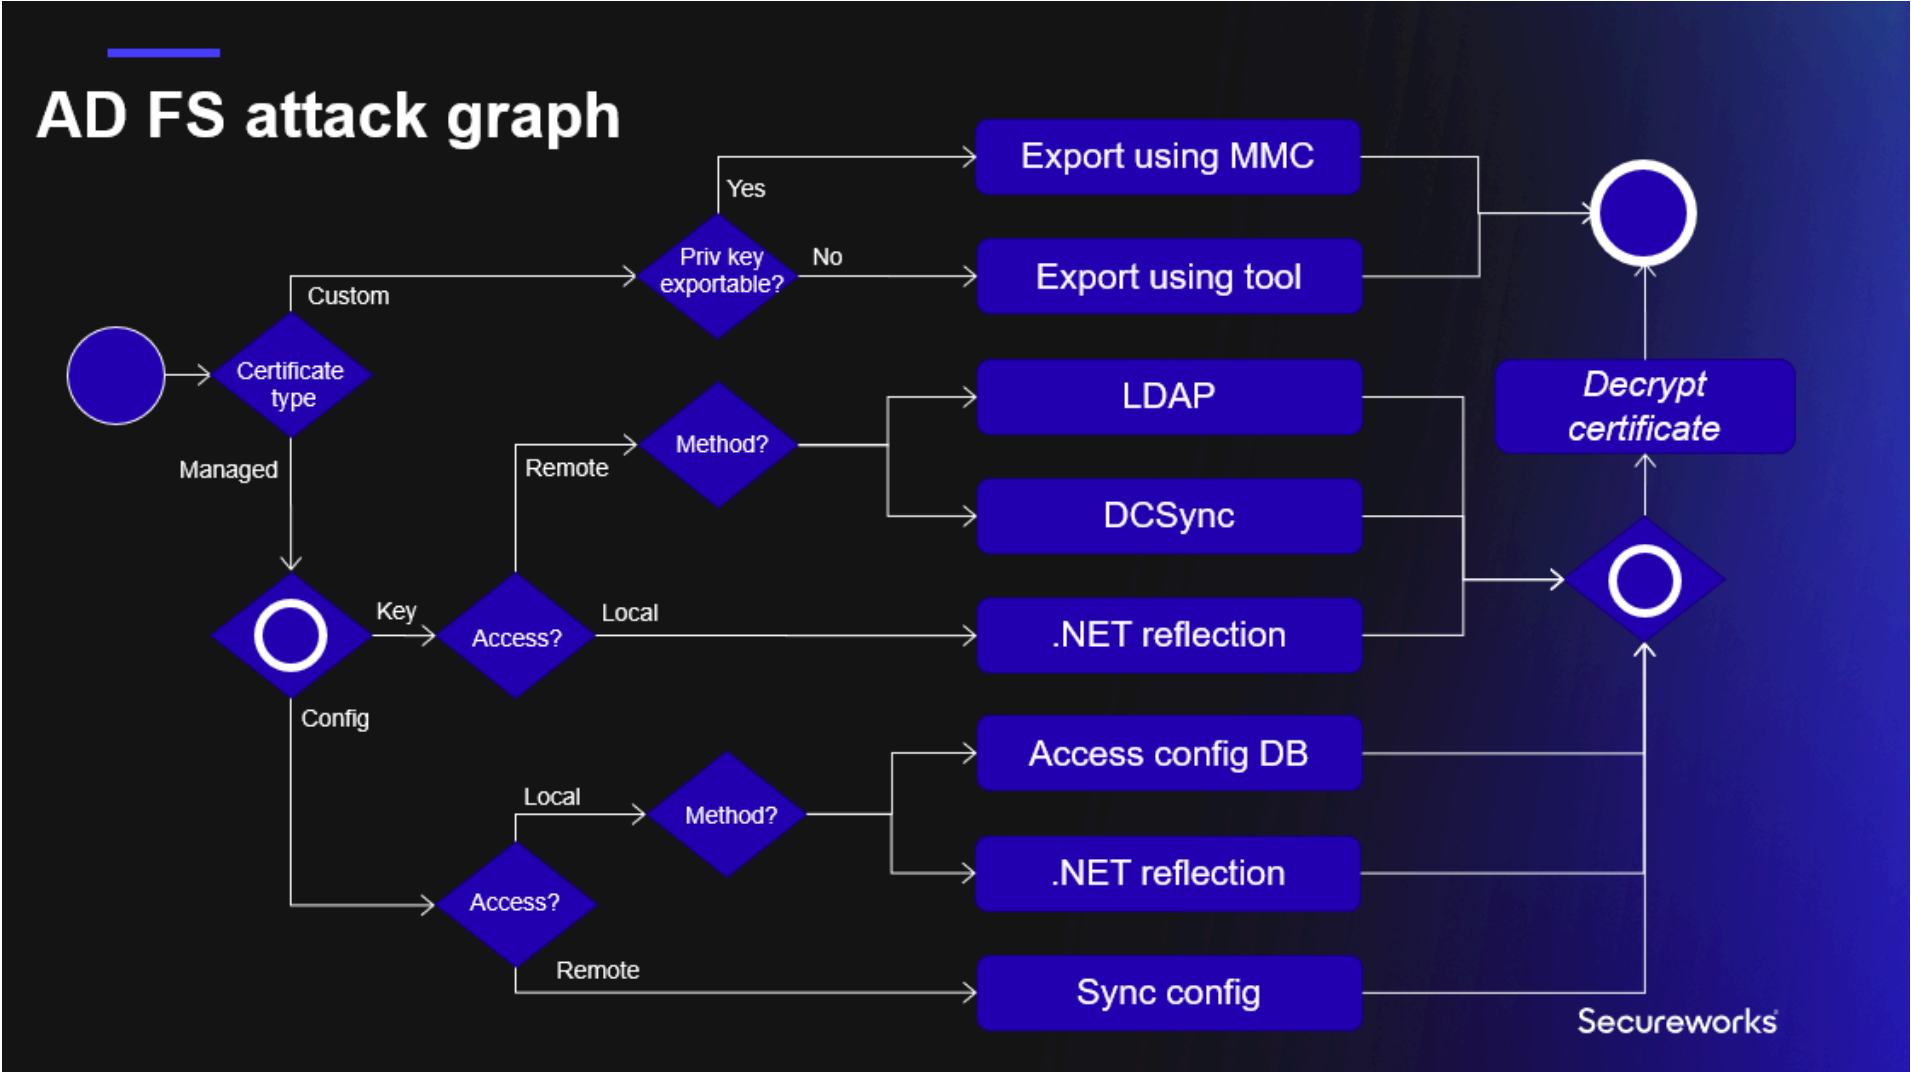 AD FS attack graph
Export using MMC
Yes
Priv key
exportable?
No
Export using tool
Custom
Certificate
type
LDAP
Decrypt
certificate
Method?
Remote
Managed
DCSync
Key
Access?
Local
.NET reflection
Config
Access config DB
Local
Method?
.NET reflection
Access?
Remote
Sync config
Secureworks